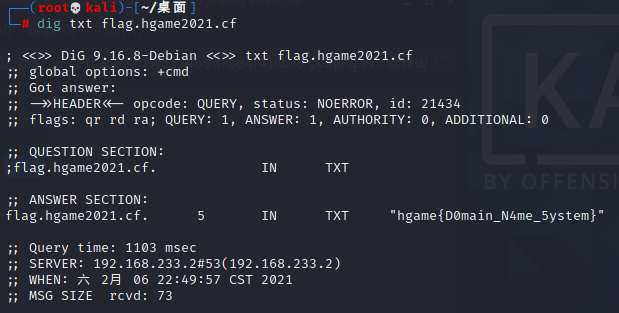 ┌──(root💀kali)-[~/桌面]
└─# dig txt flag.hgame2021.cf
; <<>> DiG 9.16.8-Debian <<>> txt flag.hgame2021.cf
;; global options: +cmd
;; Got answer:
;; ->>HEADER<<- opcode: QUERY, status: NOERROR, id: 21434
;; flags: qr rd ra; QUERY: 1, ANSWER: 1, AUTHORITY: 0, ADDITIONAL: 0
;; QUESTION SECTION:
;flag.hgame2021.cf. IN TXT
;; ANSWER SECTION:
flag.hgame2021.cf. 5 IN TXT "hgame{D0main_N4me_5ystem}"
;; Query time: 1103 msec
;; SERVER: 192.168.233.2#53(192.168.233.2)
;; WHEN: 六 2月 06 22:49:57 CST 2021
;; MSG SIZE rcvd: 73
KA
BY OFFENSI